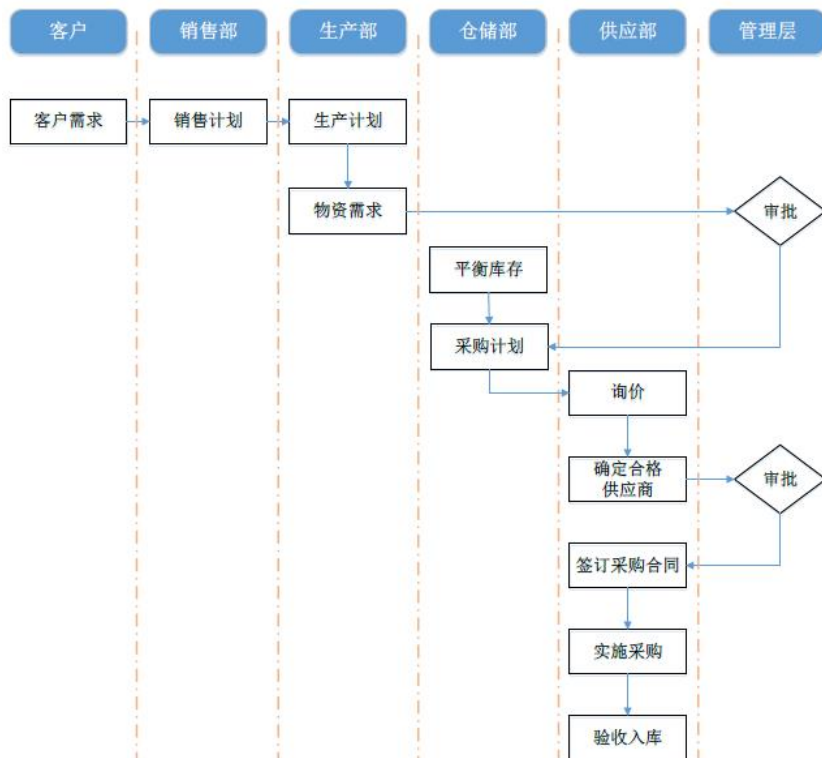 客户
销售部
生产部
仓储部
供应部
管理层
客户需求
销售计划
生产计划
物资需求
审批
平衡库存
采购计划
询价
确定合格
供应商
审批
签订采购合同
实施采购
验收入库